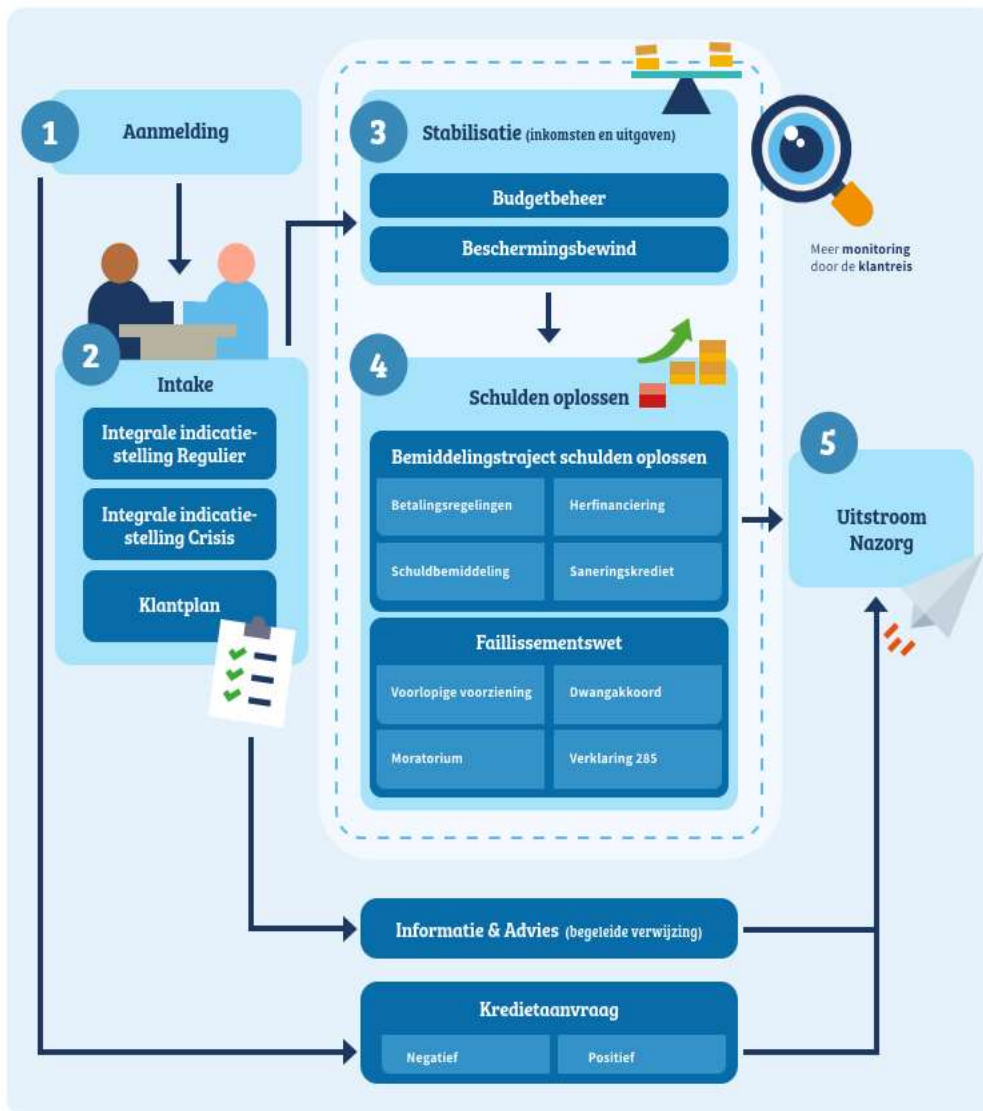 1
Aanmelding
2
Intake
Integrale indicatie-
stelling Regulier
Integrale indicatie-
stelling Crisis
Klantplan
3
Stabilisatie (inkomsten en uitgaven)
Budgetbeheer
Beschermingsbewind
Meer monitoring
door de klantreis
4
Schulden oplossen
Bemiddelingstraject schulden oplossen
Betalingsregelingen
Herfinanciering
Schuldbemiddeling
Saneringskrediet
Faillissementswet
Voorlopige voorziening
Dwangakkoord
Moratorium
Verklaring 285
5
Uitstroom
Nazorg
Informatie & Advies (begeleide verwijzing)
Kredietaanvraag
Negatief
Positief